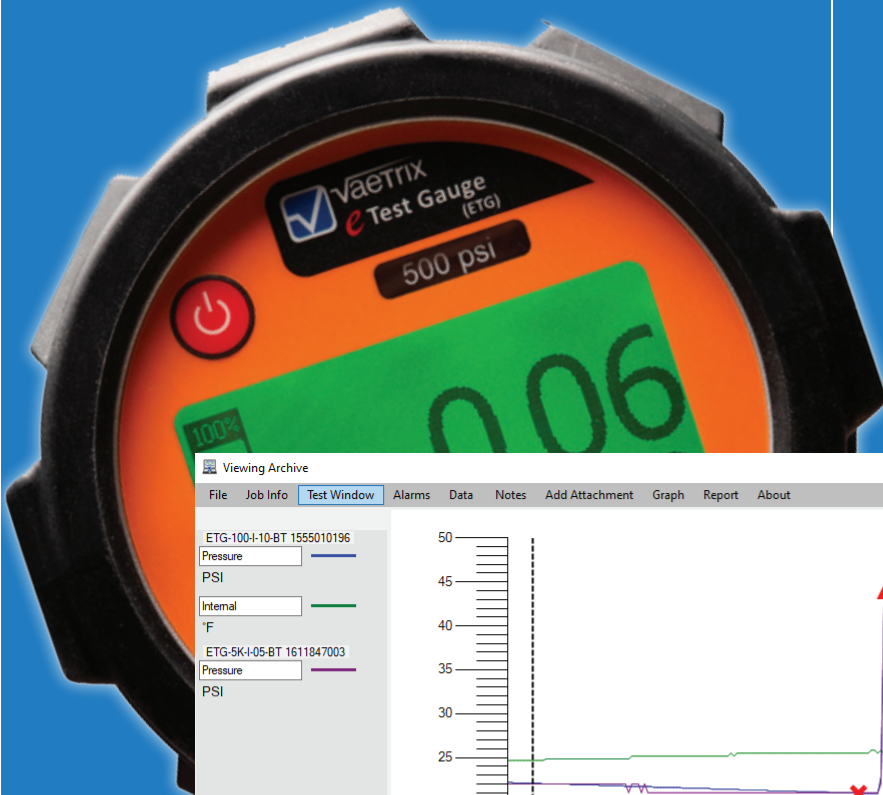 vaeTrix
e Test Gauge
(ETG)
500 psi
100%
0.06
Viewing Archive
File Job Info Test Window Alarms Data Notes Add Attachment Graph Report About
ETG-100-I-10-BT 1555010196
Pressure
PSI
Internal
°F
ETG-5K-I-05-BT 1611847003
Pressure
PSI
50
45
40
35
30
25